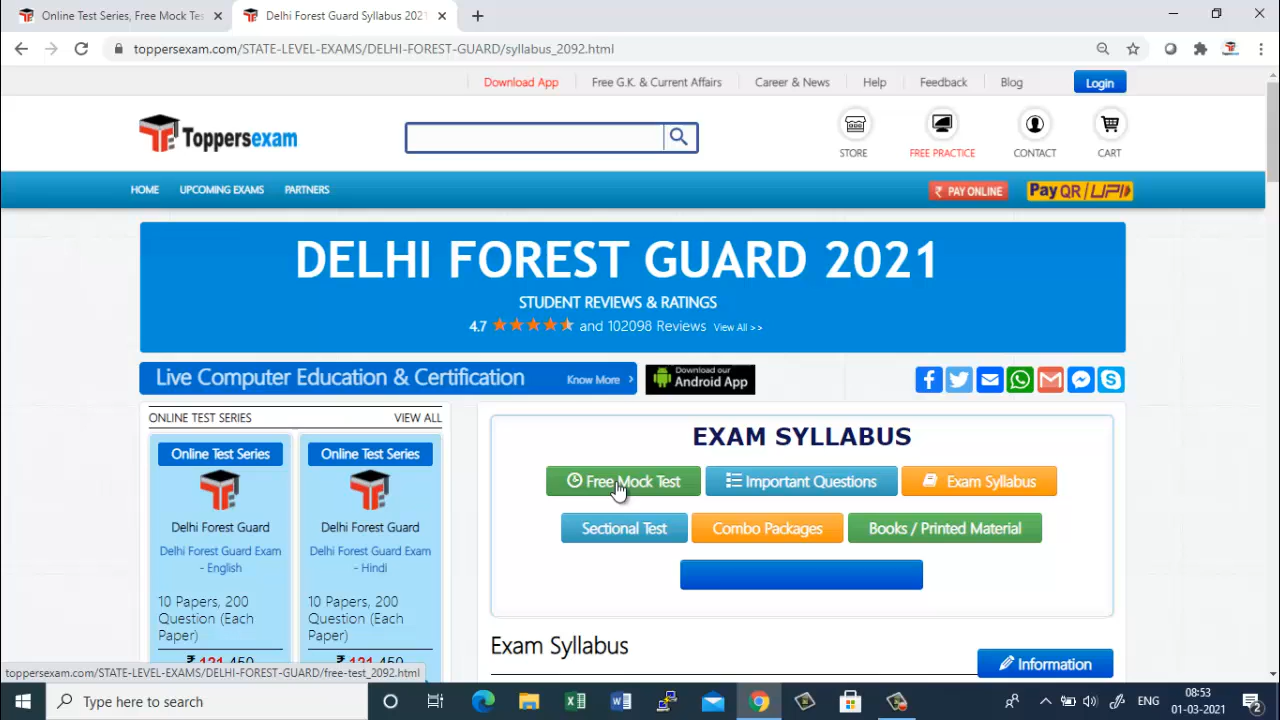 Online Test Series, Free Mock Tes
Delhi Forest Guard Syllabus 2021
toppersexam.com/STATE-LEVEL-EXAMS/DELHI-FOREST-GUARD/syllabus_2092.html
Download App
Free G.K. & Current Affairs
Career & News
Help
Feedback
Blog
Login
Toppersexam
STORE
FREE PRACTICE
CONTACT
CART
HOME
UPCOMING EXAMS
PARTNERS
₹ PAY ONLINE
Pay QR / UPI
DELHI FOREST GUARD 2021
STUDENT REVIEWS & RATINGS
4.7 and 102098 Reviews View All >>
Live Computer Education & Certification
Know More
Download our
Android App
ONLINE TEST SERIES
VIEW ALL
EXAM SYLLABUS
Online Test Series
Online Test Series
Free Mock Test
Important Questions
Exam Syllabus
Delhi Forest Guard
Delhi Forest Guard
Sectional Test
Combo Packages
Books / Printed Material
Delhi Forest Guard Exam
- English
Delhi Forest Guard Exam
- Hindi
10 Papers, 200
Question (Each
Paper)
10 Papers, 200
Question (Each
Paper)
₹ 121 450
₹ 121 450
Exam Syllabus
Information
toppersexam.com/STATE-LEVEL-EXAMS/DELHI-FOREST-GUARD/free-test_2092.html
Type here to search
ENG
08:53
01-03-2021
2